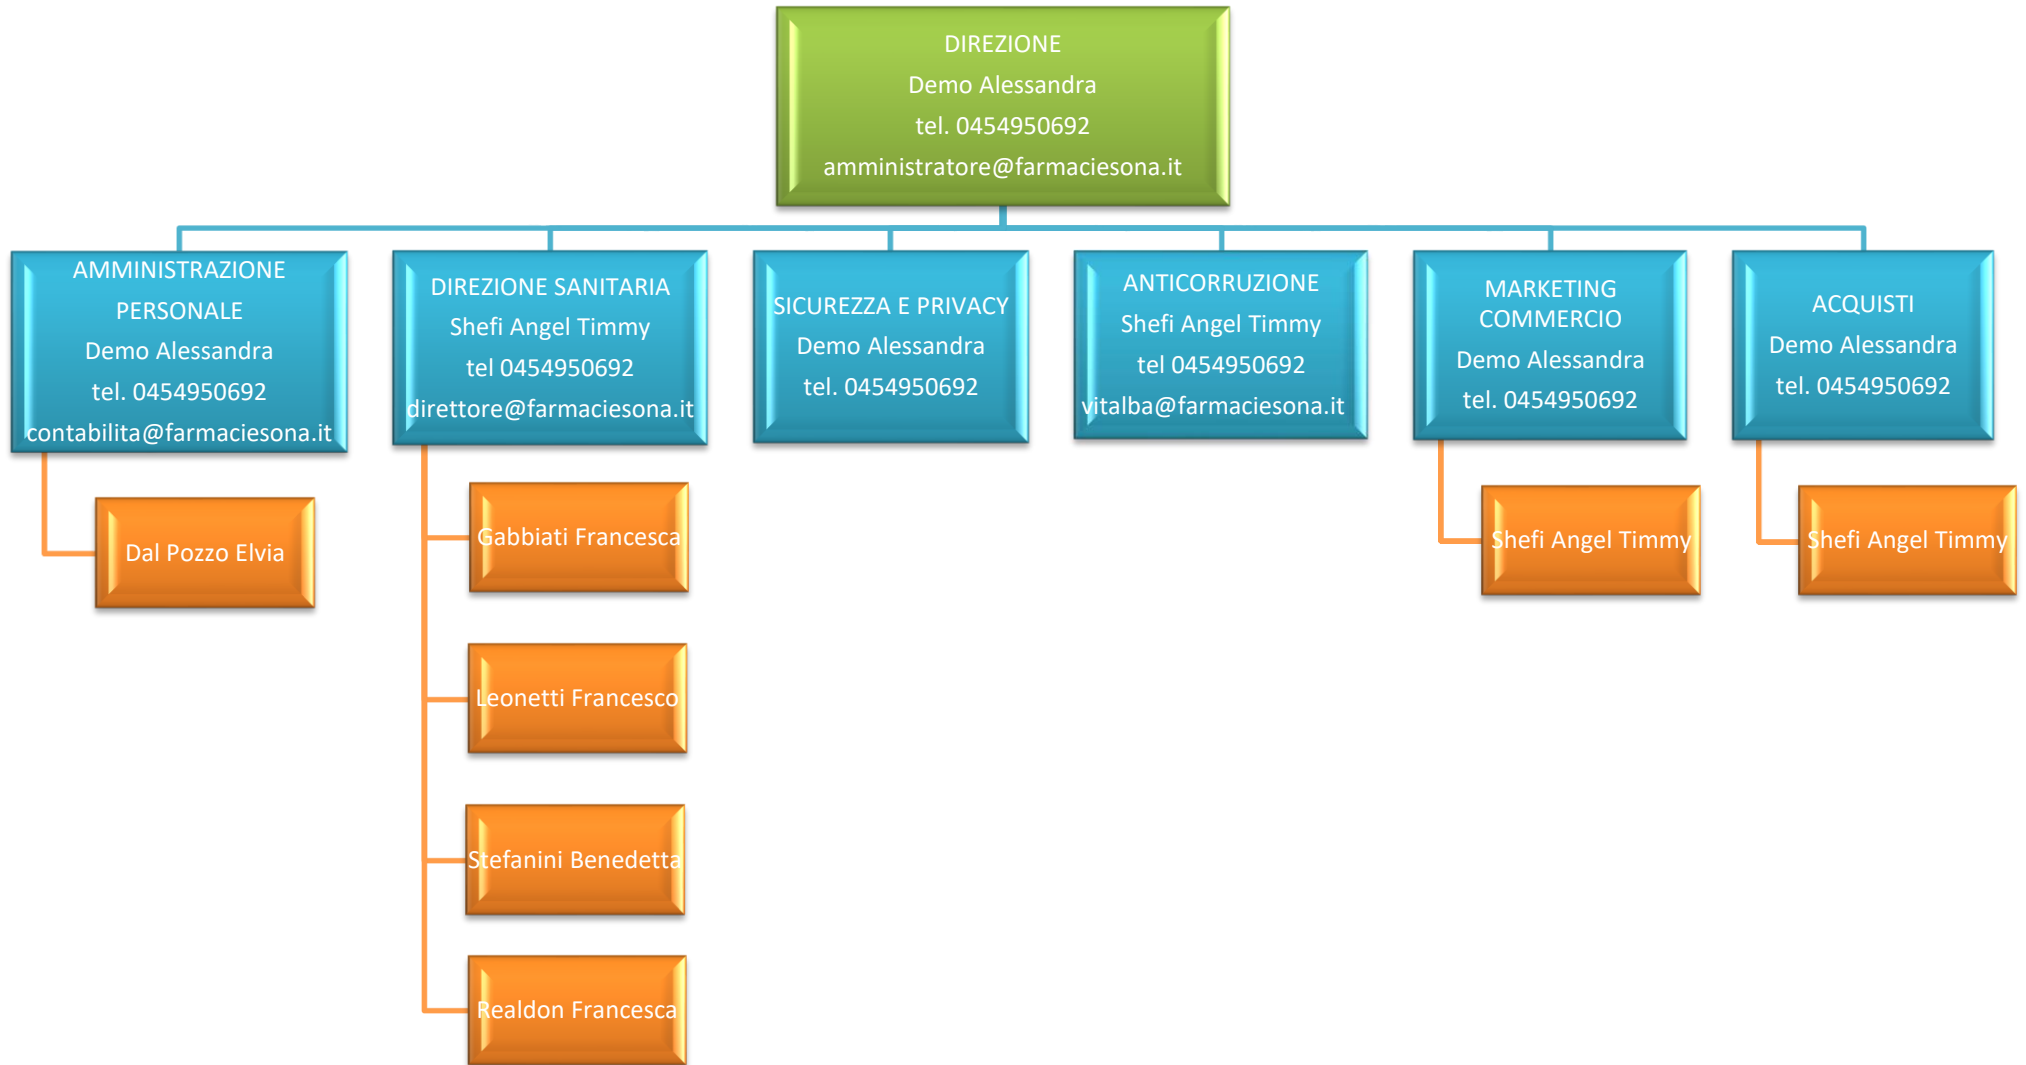 DIREZIONE
Demo Alessandra
tel. 0454950692
amministratore@farmaciesona.it
AMMINISTRAZIONE
PERSONALE
Demo Alessandra
tel. 0454950692
contabilita@farmaciesona.it
DIREZIONE SANITARIA
Shefi Angel Timmy
tel 0454950692
direttore@farmaciesona.it
SICUREZZA E PRIVACY
Demo Alessandra
tel. 0454950692
ANTICORRUZIONE
Shefi Angel Timmy
tel 0454950692
vitalba@farmaciesona.it
MARKETING
COMMERCIO
Demo Alessandra
tel. 0454950692
ACQUISTI
Demo Alessandra
tel. 0454950692
Dal Pozzo Elvia
Gabbiati Francesca
Leonetti Francesco
Stefanini Benedetta
Realdon Francesca
Shefi Angel Timmy
Shefi Angel Timmy